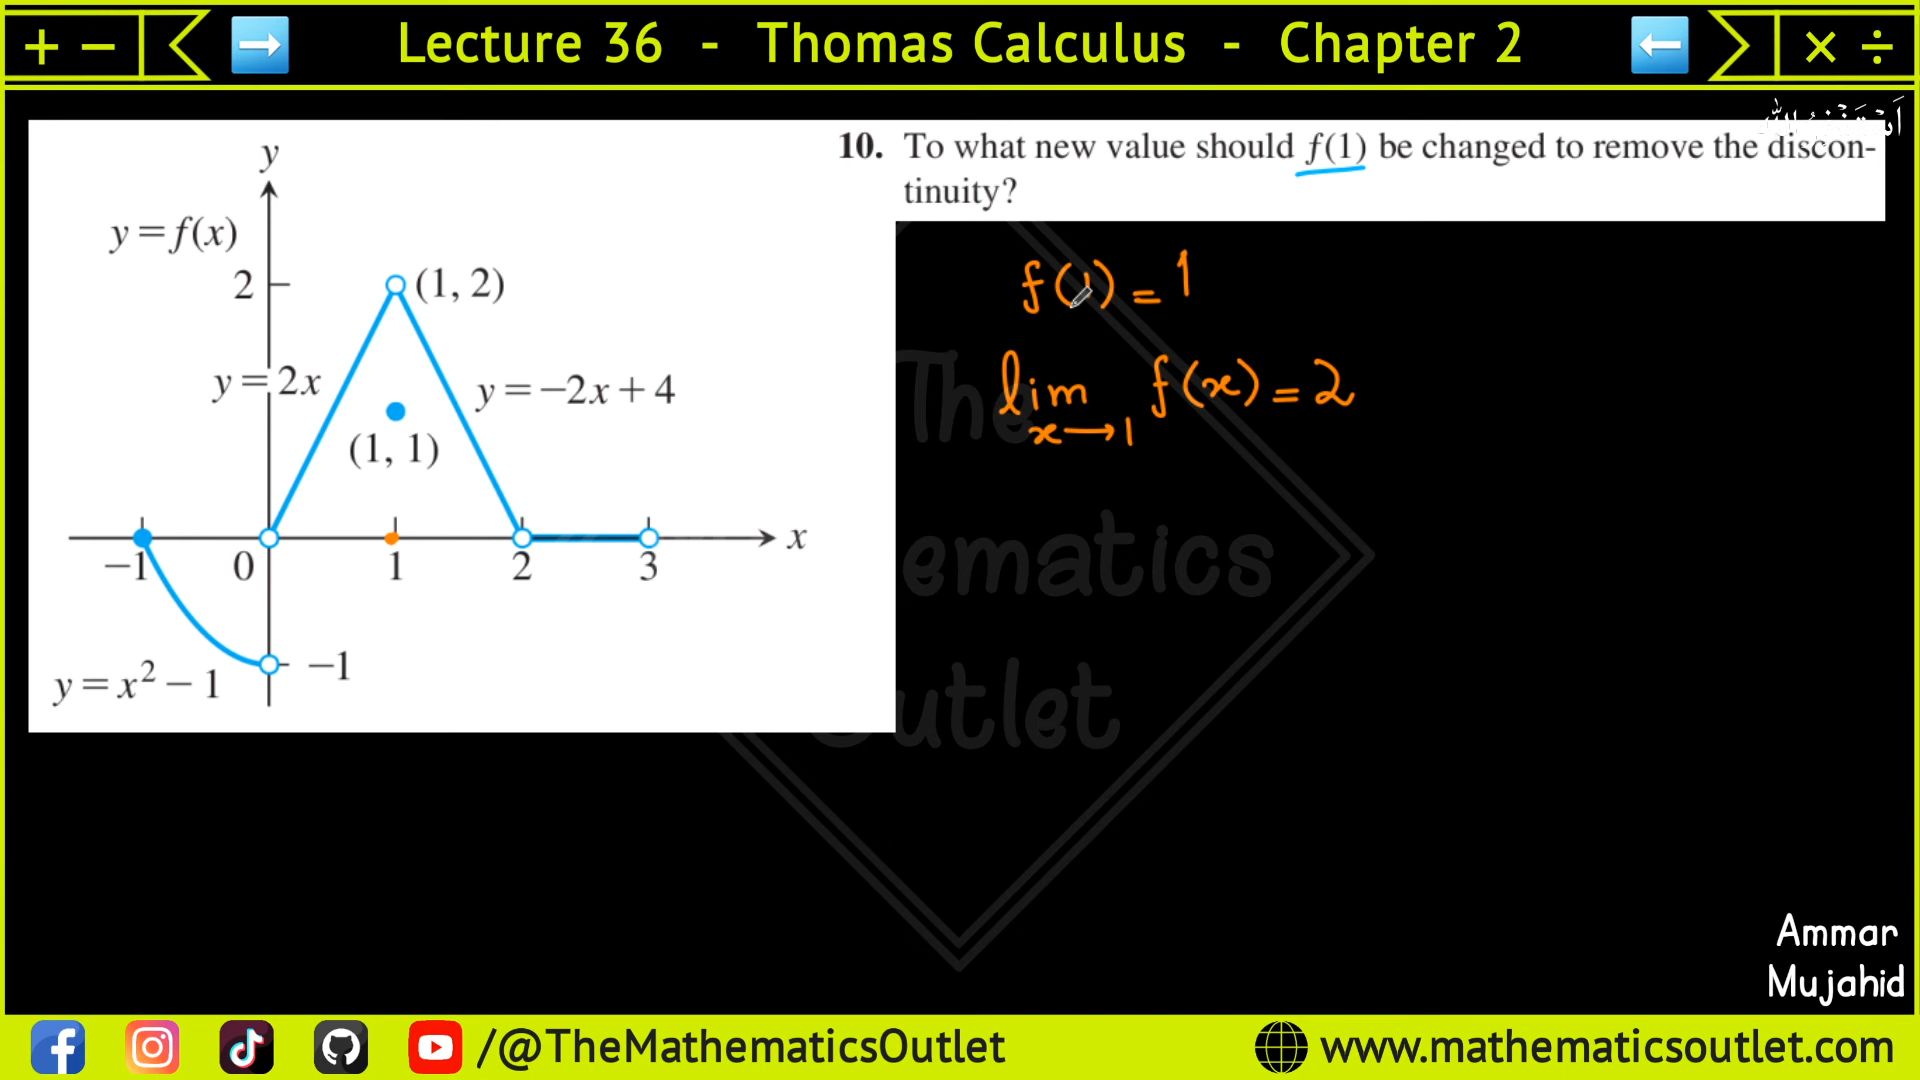 + − Lecture 36 - Thomas Calculus - Chapter 2 × ÷
أَسْتَغْفِرُ اللّٰه
10. To what new value should f(1) be changed to remove the discon-
tinuity?
y
y = f(x)
2
(1, 2)
y = 2x
y = −2x + 4
(1, 1)
x
−1 0 1 2 3
−1
y = x² − 1
f(1) = 1
lim f(x) = 2
x → 1
The
ematics
utlet
Ammar
Mujahid
/@TheMathematicsOutlet
www.mathematicsoutlet.com